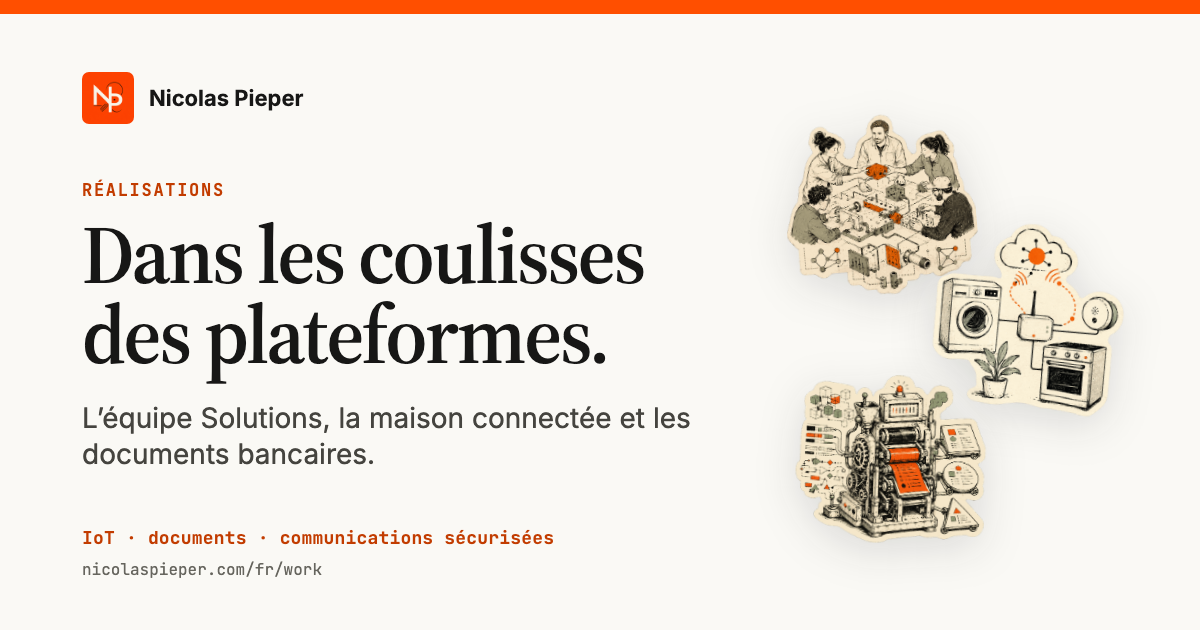 Nicolas Pieper
RÉALISATIONS
Dans les coulisses
des plateformes.
L’équipe Solutions, la maison connectée et les
documents bancaires.
IoT · documents · communications sécurisées
nicolaspieper.com/fr/work